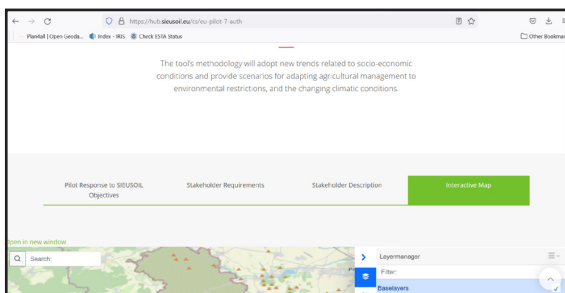 https://hub.sieusoil.eu/cs/eu-pilot-7-auth
Plan4all | Open Geoda...
Index - IRIS
Check ESTA Status
Other Bookmar
The tool's methodology will adopt new trends related to socio-economic
conditions and provide scenarios for adapting agricultural management to
environmental restrictions, and the changing climatic conditions.
Pilot Response to SIEUSOIL
Objectives
Stakeholder Requirements
Stakeholder Description
Interactive Map
Open in new window
Search:
Layermanager
Filter:
Baselayers